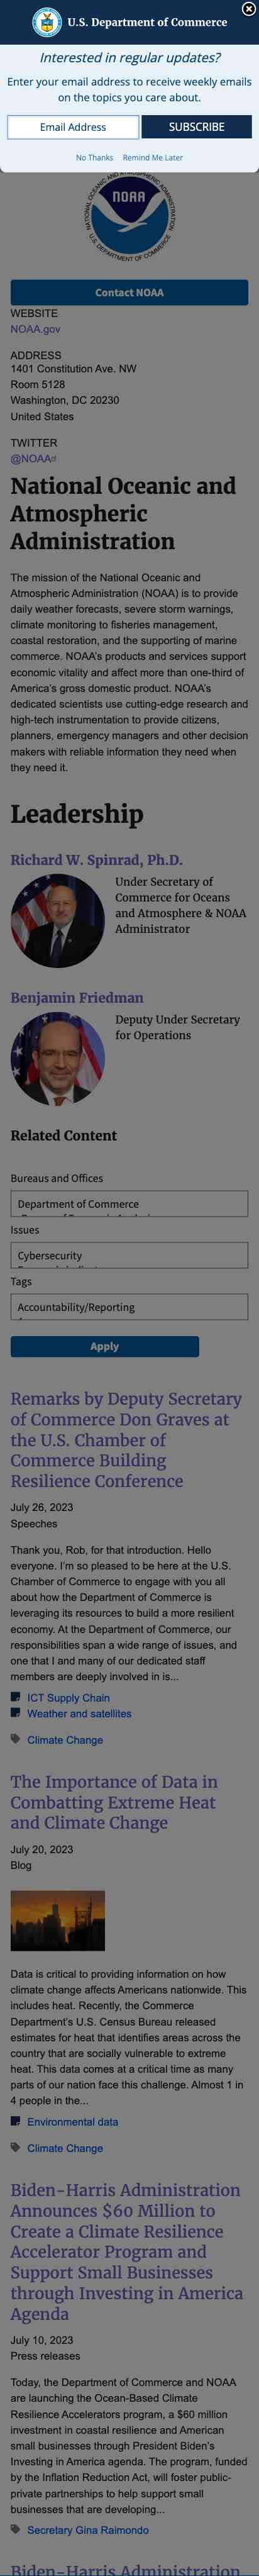 U.S. Department of Commerce
Interested in regular updates?
Enter your email address to receive weekly emails
on the topics you care about.
Email Address
SUBSCRIBE
No Thanks Remind Me Later
NATIONAL OCEANIC AND ATMOSPHERIC ADMINISTRATION
NOAA
U.S. DEPARTMENT OF COMMERCE
Contact NOAA
WEBSITE
NOAA.gov
ADDRESS
1401 Constitution Ave. NW
Room 5128
Washington, DC 20230
United States
TWITTER
@NOAA
National Oceanic and
Atmospheric
Administration
The mission of the National Oceanic and
Atmospheric Administration (NOAA) is to provide
daily weather forecasts, severe storm warnings,
climate monitoring to fisheries management,
coastal restoration, and the supporting of marine
commerce. NOAA's products and services support
economic vitality and affect more than one-third of
America's gross domestic product. NOAA's
dedicated scientists use cutting-edge research and
high-tech instrumentation to provide citizens,
planners, emergency managers and other decision
makers with reliable information they need when
they need it.
Leadership
Richard W. Spinrad, Ph.D.
Under Secretary of
Commerce for Oceans
and Atmosphere & NOAA
Administrator
Benjamin Friedman
Deputy Under Secretary
for Operations
Related Content
Bureaus and Offices
Department of Commerce
Issues
Cybersecurity
Tags
Accountability/Reporting
Apply
Remarks by Deputy Secretary
of Commerce Don Graves at
the U.S. Chamber of
Commerce Building
Resilience Conference
July 26, 2023
Speeches
Thank you, Rob, for that introduction. Hello
everyone. I'm so pleased to be here at the U.S.
Chamber of Commerce to engage with you all
about how the Department of Commerce is
leveraging its resources to build a more resilient
economy. At the Department of Commerce, our
responsibilities span a wide range of issues, and
one that I and many of our dedicated staff
members are deeply involved in is...
ICT Supply Chain
Weather and satellites
Climate Change
The Importance of Data in
Combatting Extreme Heat
and Climate Change
July 20, 2023
Blog
Data is critical to providing information on how
climate change affects Americans nationwide. This
includes heat. Recently, the Commerce
Department's U.S. Census Bureau released
estimates for heat that identifies areas across the
country that are socially vulnerable to extreme
heat. This data comes at a critical time as many
parts of our nation face this challenge. Almost 1 in
4 people in the...
Environmental data
Climate Change
Biden-Harris Administration
Announces $60 Million to
Create a Climate Resilience
Accelerator Program and
Support Small Businesses
through Investing in America
Agenda
July 10, 2023
Press releases
Today, the Department of Commerce and NOAA
are launching the Ocean-Based Climate
Resilience Accelerators program, a $60 million
investment in coastal resilience and American
small businesses through President Biden's
Investing in America agenda. The program, funded
by the Inflation Reduction Act, will foster public-
private partnerships to help support small
businesses that are developing...
Secretary Gina Raimondo
Biden-Harris Administration